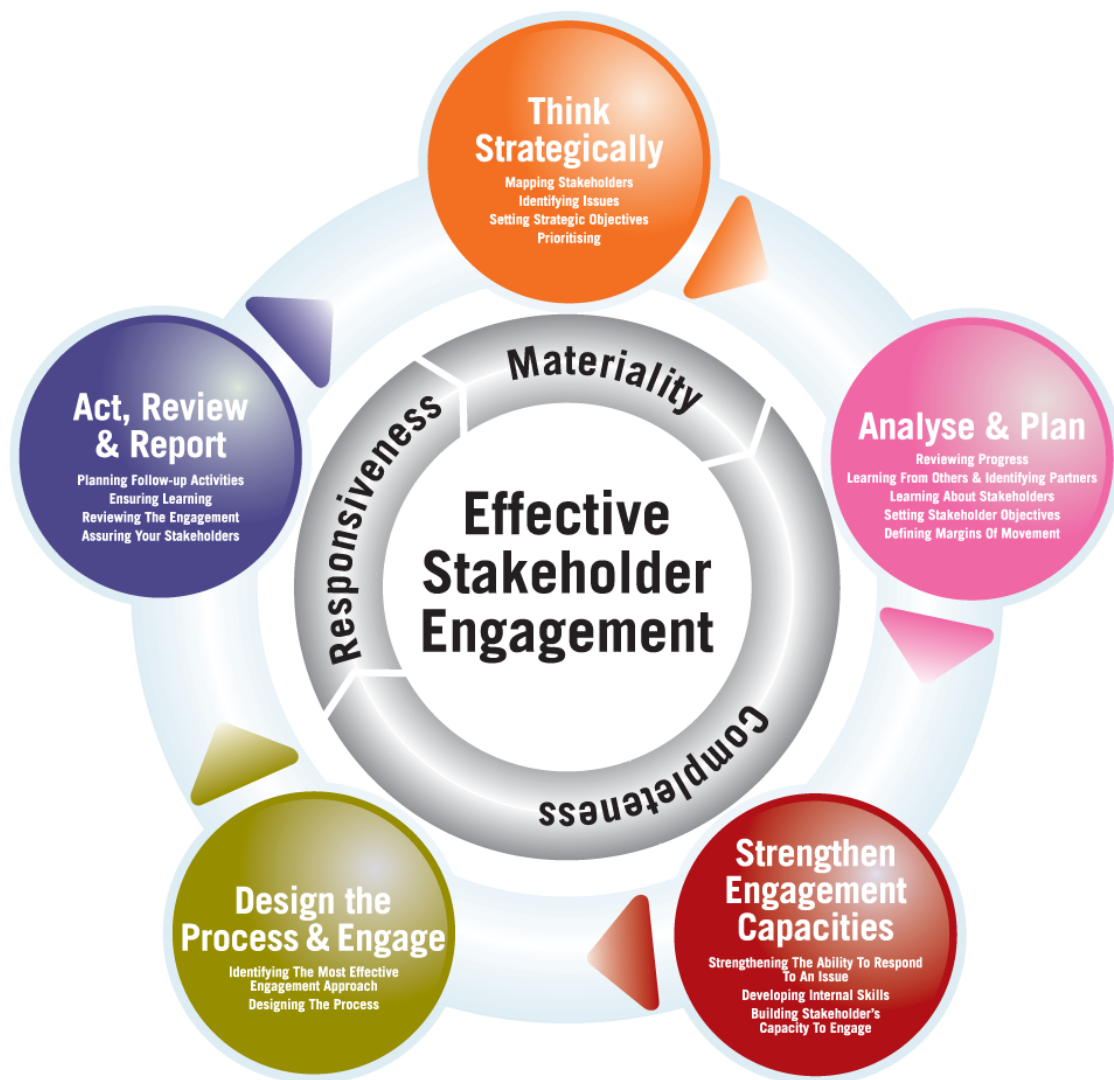 Think
Strategically
Mapping Stakeholders
Identifying Issues
Setting Strategic Objectives
Prioritising
Analyse & Plan
Reviewing Progress
Learning From Others & Identifying Partners
Learning About Stakeholders
Setting Stakeholder Objectives
Defining Margins Of Movement
Strengthen
Engagement
Capacities
Strengthening The Ability To Respond
To An Issue
Developing Internal Skills
Building Stakeholder's
Capacity To Engage
Design the
Process & Engage
Identifying The Most Effective
Engagement Approach
Designing The Process
Act, Review
& Report
Planning Follow-up Activities
Ensuring Learning
Reviewing The Engagement
Assuring Your Stakeholders
Materiality
Completeness
Responsiveness
Effective
Stakeholder
Engagement